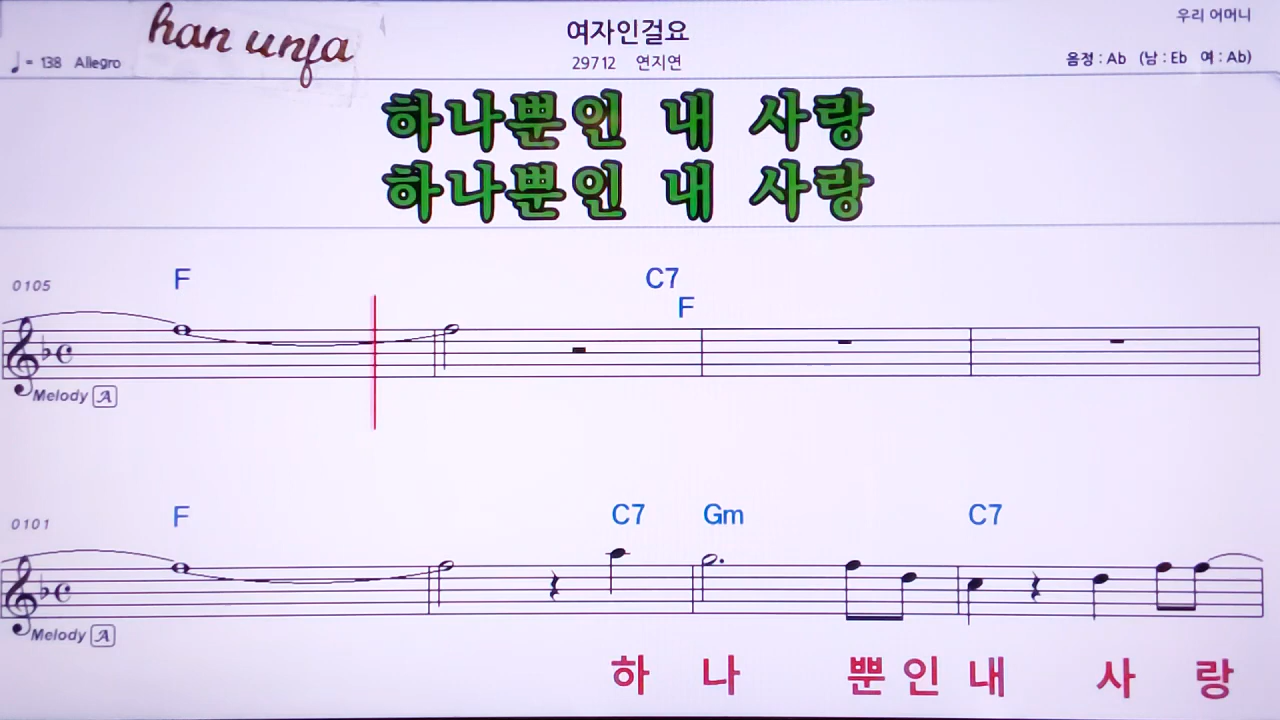 han unja
여자인걸요
우리 어머니
♩= 138 Allegro
29712 연지연
음정 : Ab (남 : Eb 여 : Ab)
하나뿐인 내 사랑
하나뿐인 내 사랑
0105 F C7
F
Melody A
0101 F C7 Gm C7
Melody A
하 나 뿐 인 내 사 랑